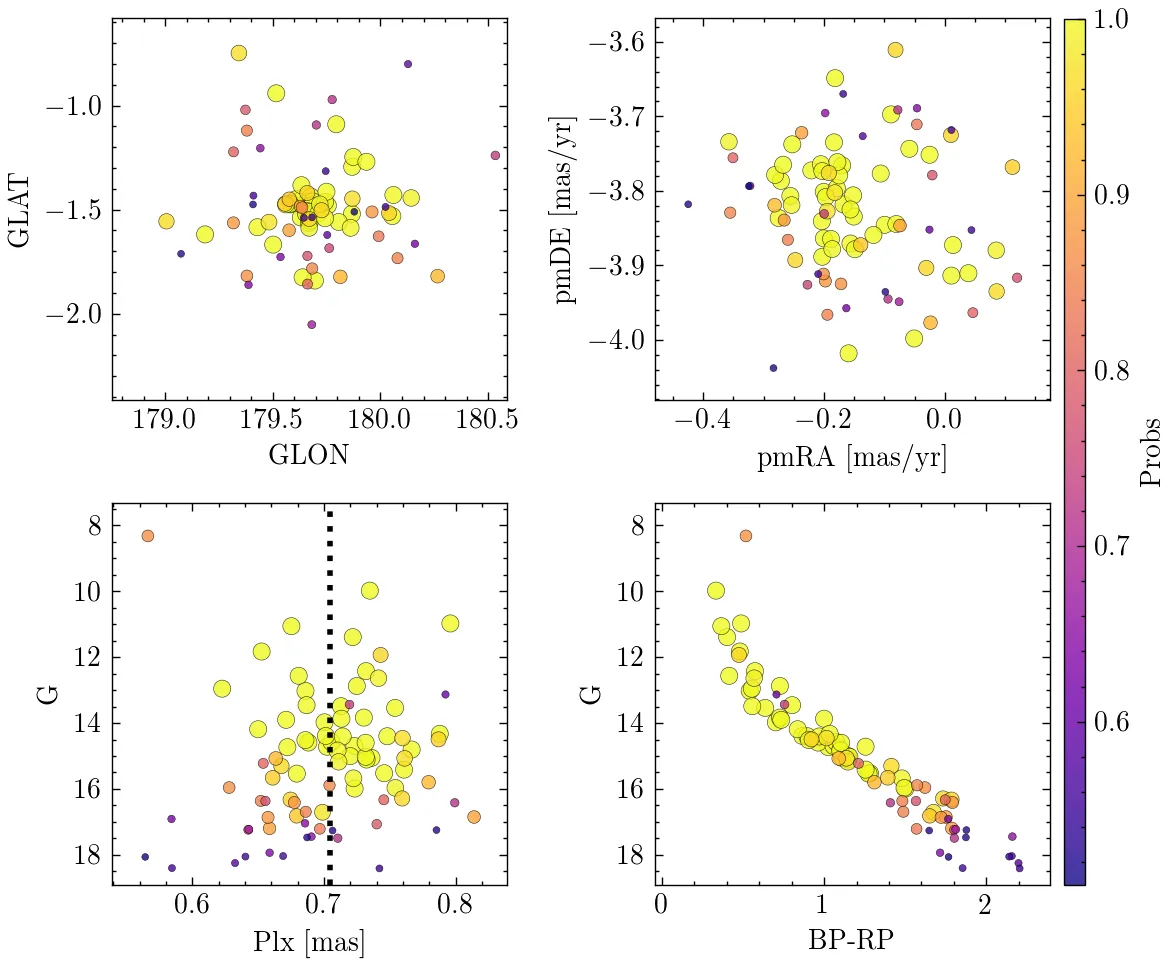 −1.0
−1.5
−2.0
GLAT
179.0 179.5 180.0 180.5
GLON
−3.6
−3.7
−3.8
−3.9
−4.0
pmDE [mas/yr]
−0.4 −0.2 0.0
pmRA [mas/yr]
8
10
12
14
16
18
G
0.6 0.7 0.8
Plx [mas]
8
10
12
14
16
18
G
0 1 2
BP-RP
1.0
0.9
0.8
0.7
0.6
Probs